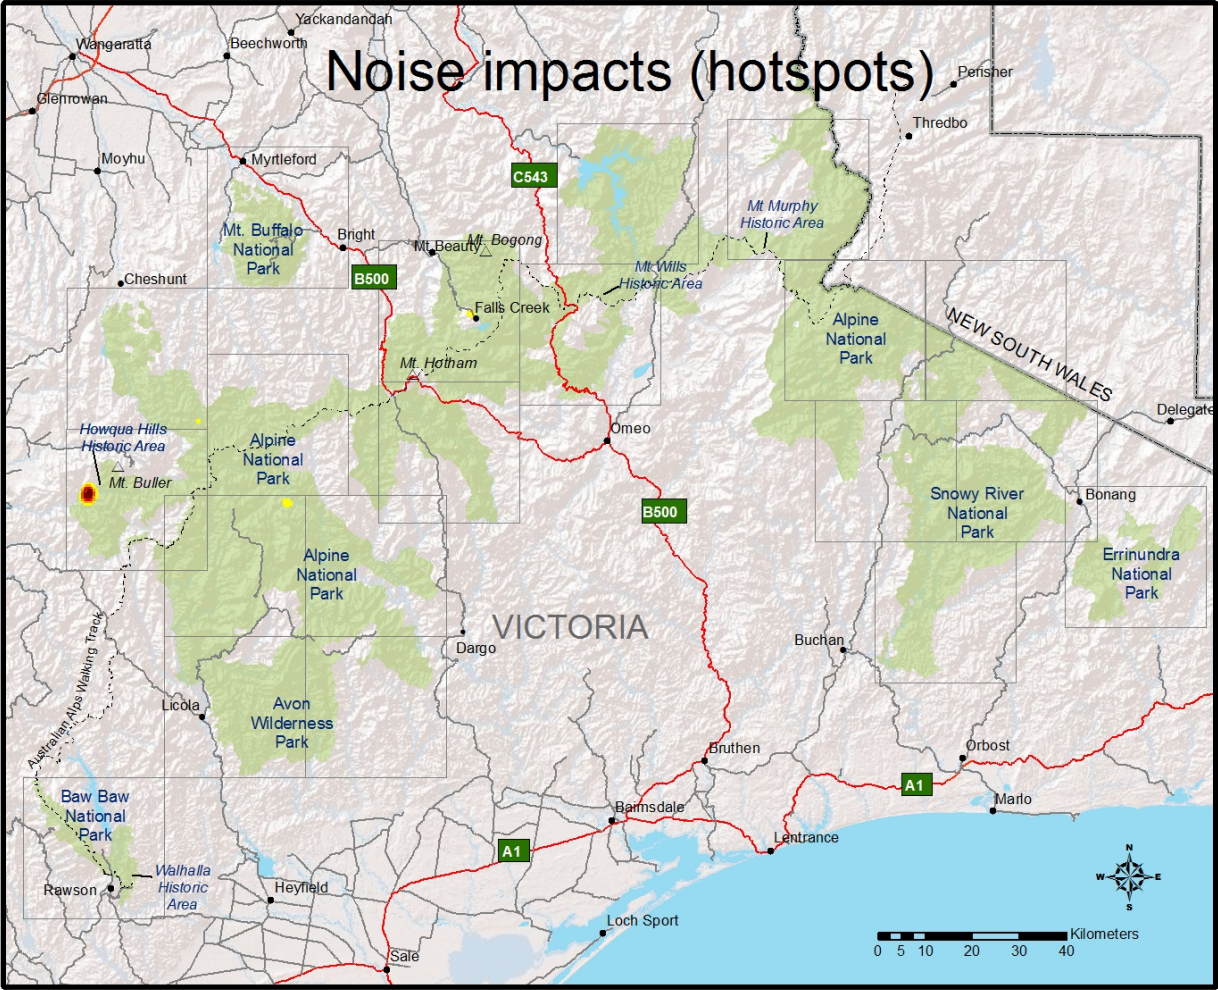 Noise impacts (hotspots)
Yackandandah
Wangaratta
Beechworth
Perisher
Glenrowan
Thredbo
Moyhu
Myrtleford
C543
Mt Murphy
Historic Area
Mt. Buffalo
National
Park
Bright
Mt Beauty
Mt. Bogong
Mt Wills
Historic Area
Cheshunt
B500
Falls Creek
Alpine
National
Park
NEW SOUTH WALES
Mt. Hotham
Delegate
Howqua Hills
Historic Area
Alpine
National
Park
Omeo
Mt. Buller
Snowy River
National
Park
Bonang
B500
Alpine
National
Park
Errinundra
National
Park
VICTORIA
Dargo
Buchan
Australian Alps Walking Track
Licola
Avon
Wilderness
Park
Bruthen
Orbost
A1
Baw Baw
National
Park
Bairnsdale
Marlo
A1
Lentrance
Walhalla
Historic
Area
Rawson
Heyfield
Loch Sport
Sale
N
W E
S
Kilometers
0 5 10 20 30 40